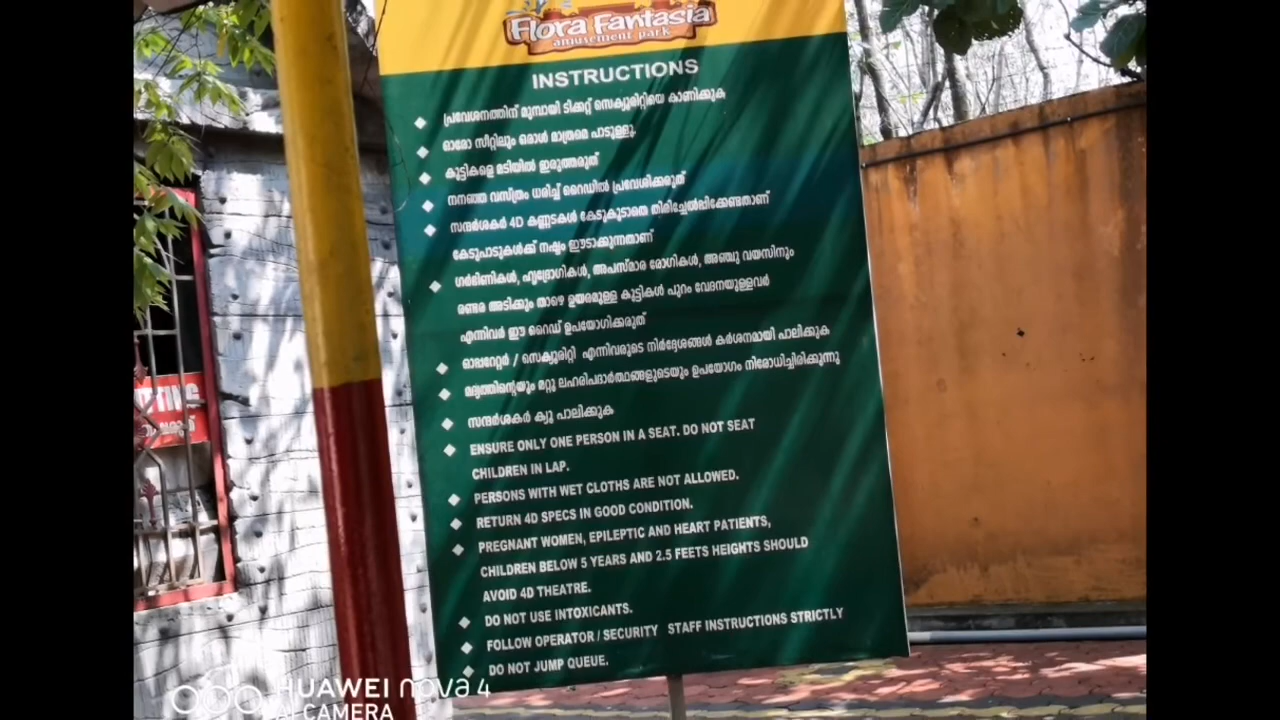 Flora Fantasia
amusement park
INSTRUCTIONS
പ്രവേശനത്തിന് മുമ്പായി ടിക്കറ്റ് സെക്യൂരിറ്റിയെ കാണിക്കുക
ഓരോ സീറ്റിലും ഒരാൾ മാത്രമെ പാടുള്ളൂ.
കുട്ടികളെ മടിയിൽ ഇരുത്തരുത്
നനഞ്ഞ വസ്ത്രം ധരിച്ച് റൈഡിൽ പ്രവേശിക്കരുത്
സന്ദർശകർ 4D കണ്ണടകൾ കേടുകൂടാതെ തിരിച്ചേൽപ്പിക്കേണ്ടതാണ്
കേടുപാടുകൾക്ക് നഷ്ടം ഈടാക്കുന്നതാണ്
ഗർഭിണികൾ, ഹൃദ്രോഗികൾ, അപസ്മാര രോഗികൾ, അഞ്ചു വയസിനും
രണ്ടര അടിക്കും താഴെ ഉയരമുള്ള കുട്ടികൾ പുറം വേദനയുള്ളവർ
എന്നിവർ ഈ റൈഡ് ഉപയോഗിക്കരുത്
ഓപ്പറേറ്റർ / സെക്യൂരിറ്റി എന്നിവരുടെ നിർദ്ദേശങ്ങൾ കർശനമായി പാലിക്കുക
മദ്യത്തിന്റെയും മറ്റു ലഹരിപദാർത്ഥങ്ങളുടെയും ഉപയോഗം നിരോധിച്ചിരിക്കുന്നു
സന്ദർശകർ ക്യൂ പാലിക്കുക
ENSURE ONLY ONE PERSON IN A SEAT. DO NOT SEAT
CHILDREN IN LAP.
PERSONS WITH WET CLOTHS ARE NOT ALLOWED.
RETURN 4D SPECS IN GOOD CONDITION.
PREGNANT WOMEN, EPILEPTIC AND HEART PATIENTS,
CHILDREN BELOW 5 YEARS AND 2.5 FEETS HEIGHTS SHOULD
AVOID 4D THEATRE.
DO NOT USE INTOXICANTS.
FOLLOW OPERATOR / SECURITY STAFF INSTRUCTIONS STRICTLY
DO NOT JUMP QUEUE.
HUAWEI nova 4
AI CAMERA